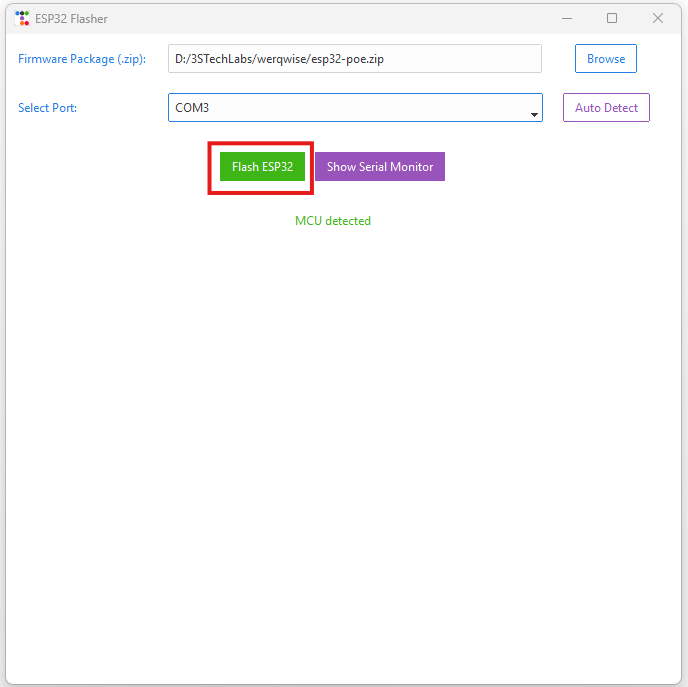 ESP32 Flasher
Firmware Package (.zip): D:/3STechLabs/werqwise/esp32-poe.zip Browse
Select Port: COM3 Auto Detect
Flash ESP32 Show Serial Monitor
MCU detected